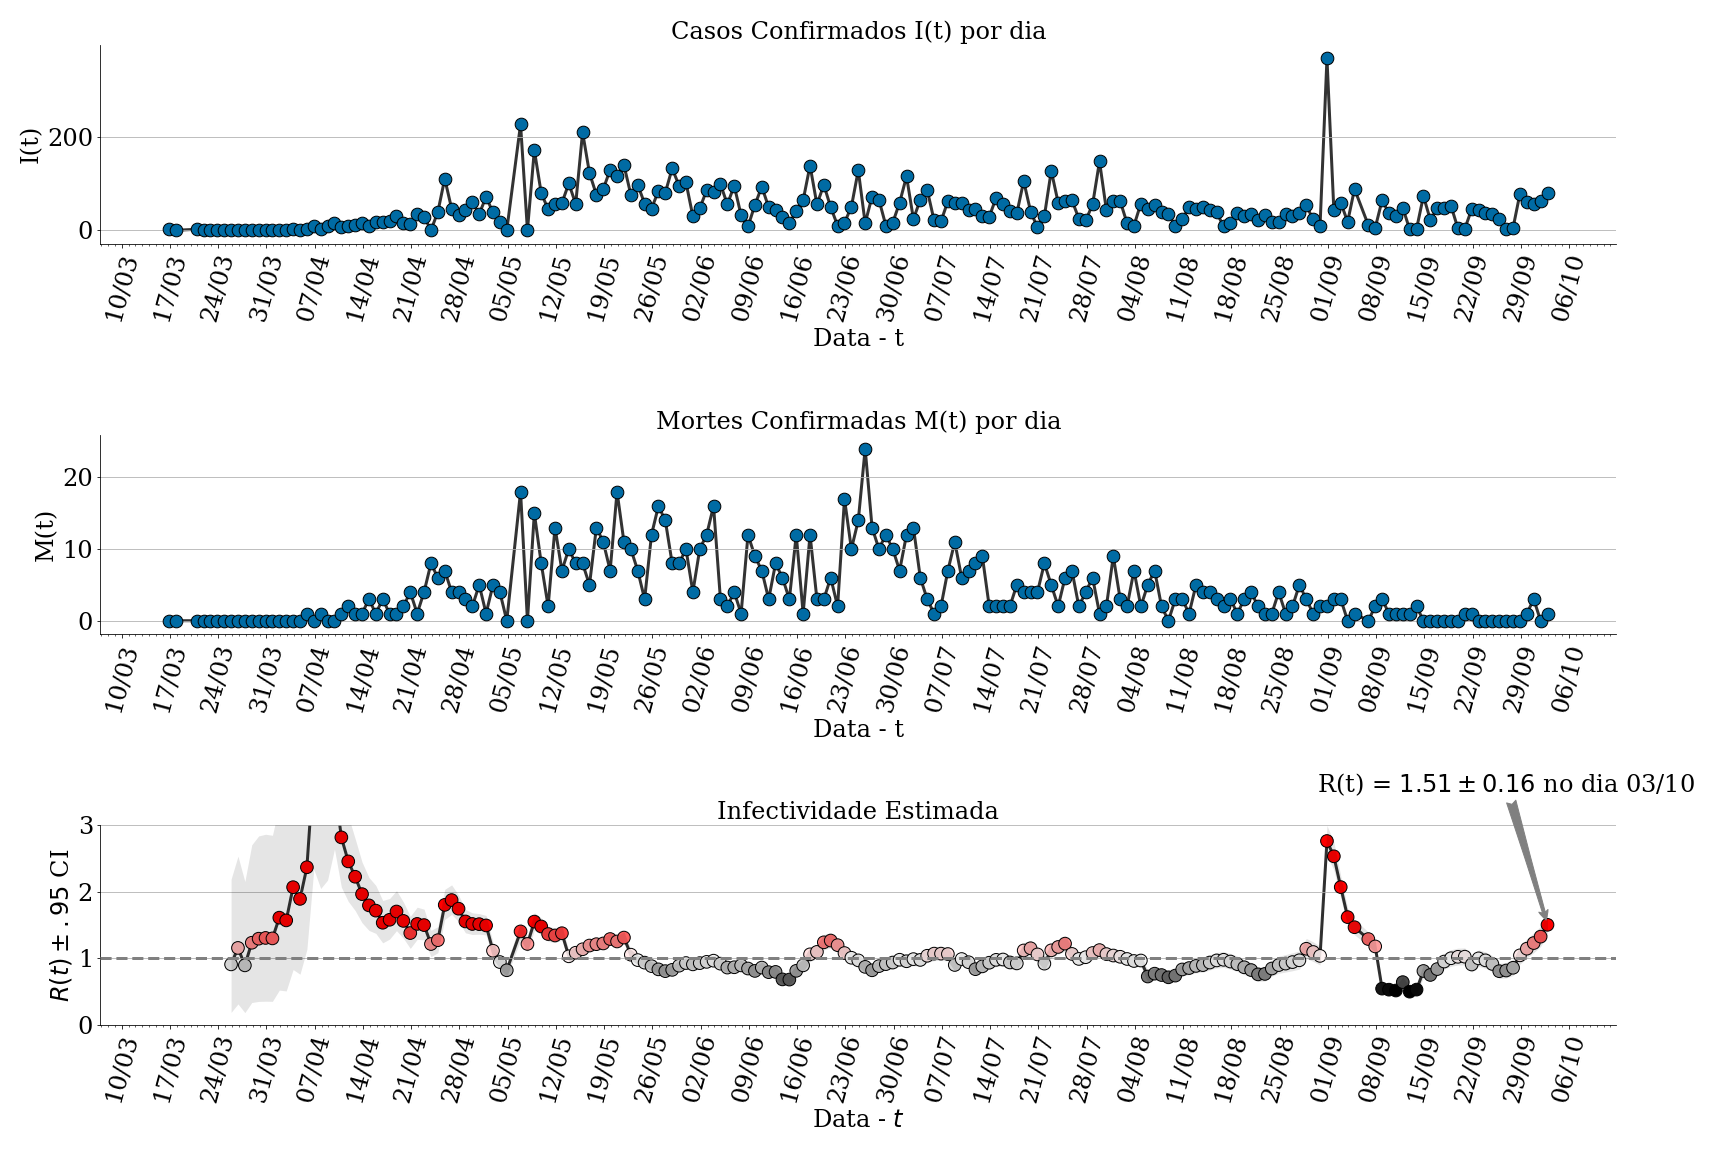 Casos Confirmados I(t) por dia
I(t)
200
0
10/03 17/03 24/03 31/03 07/04 14/04 21/04 28/04 05/05 12/05 19/05 26/05 02/06 09/06 16/06 23/06 30/06 07/07 14/07 21/07 28/07 04/08 11/08 18/08 25/08 01/09 08/09 15/09 22/09 29/09 06/10
Data - t
Mortes Confirmadas M(t) por dia
M(t)
20
10
0
10/03 17/03 24/03 31/03 07/04 14/04 21/04 28/04 05/05 12/05 19/05 26/05 02/06 09/06 16/06 23/06 30/06 07/07 14/07 21/07 28/07 04/08 11/08 18/08 25/08 01/09 08/09 15/09 22/09 29/09 06/10
Data - t
R(t) = 1.51 ± 0.16 no dia 03/10
Infectividade Estimada
R(t) ± .95 CI
3
2
1
0
10/03 17/03 24/03 31/03 07/04 14/04 21/04 28/04 05/05 12/05 19/05 26/05 02/06 09/06 16/06 23/06 30/06 07/07 14/07 21/07 28/07 04/08 11/08 18/08 25/08 01/09 08/09 15/09 22/09 29/09 06/10
Data - t